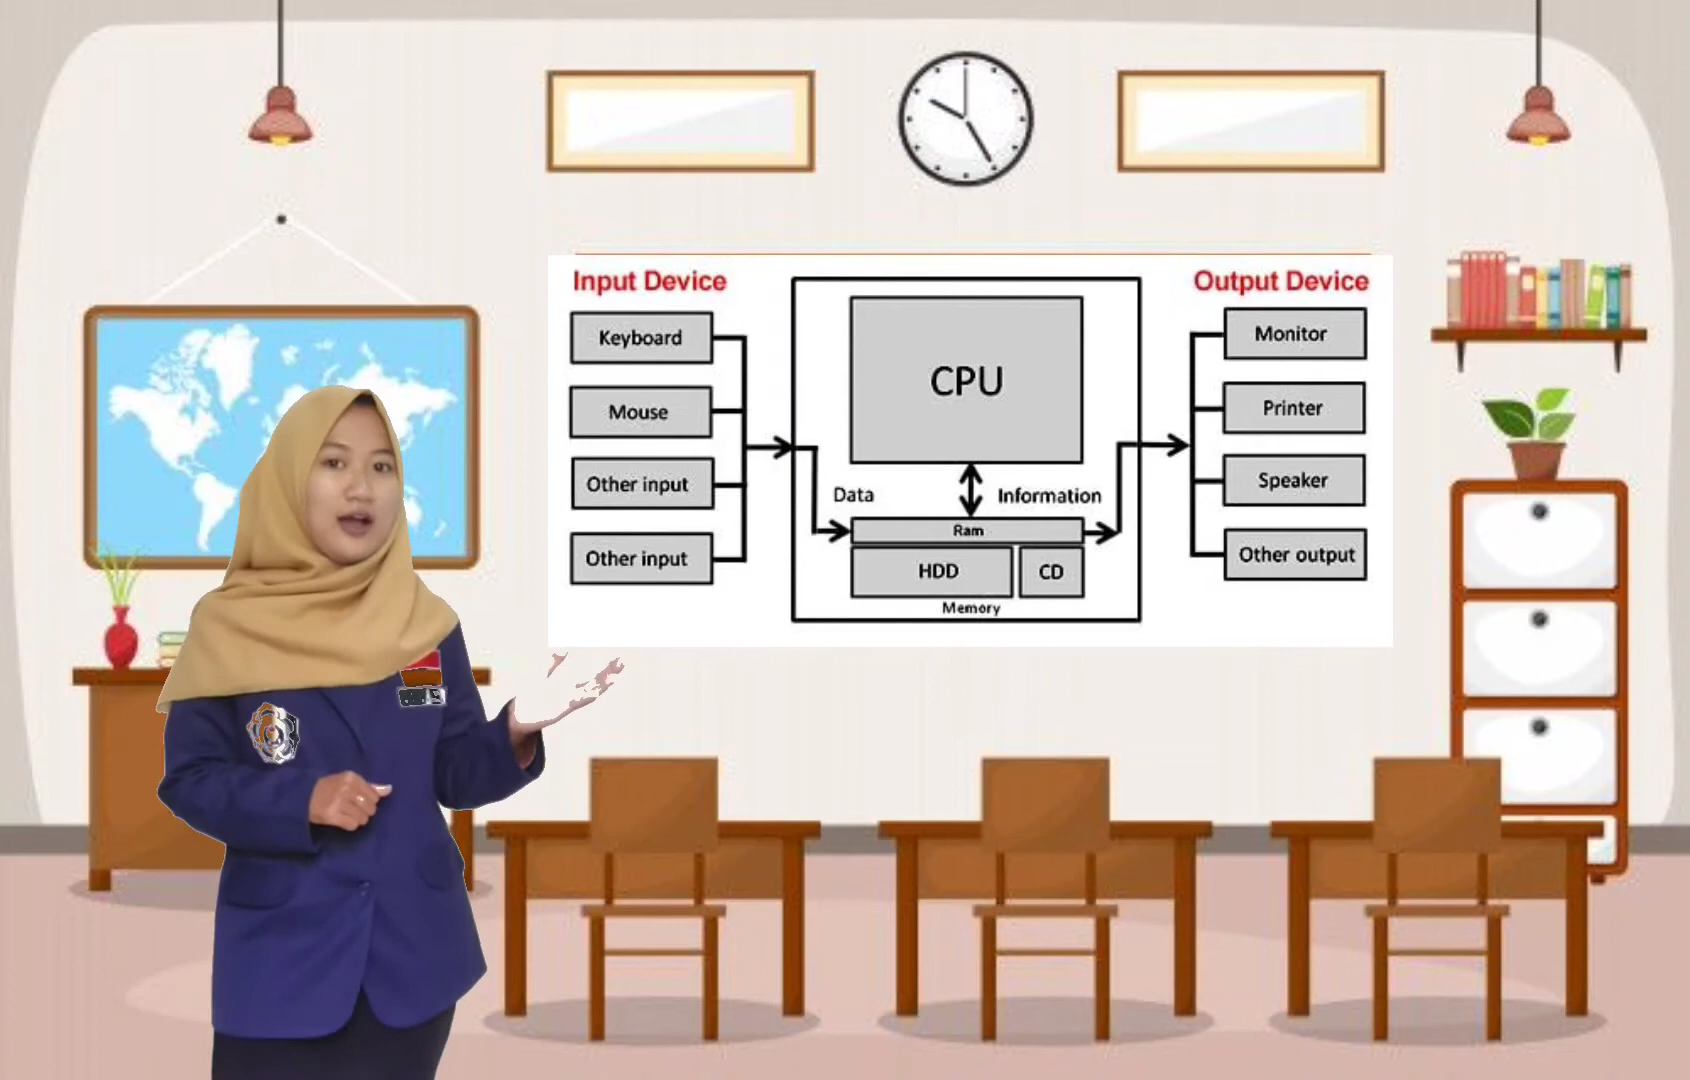 Input Device
Keyboard
Mouse
Other input
Other input
CPU
Data
Information
Ram
HDD
CD
Memory
Output Device
Monitor
Printer
Speaker
Other output